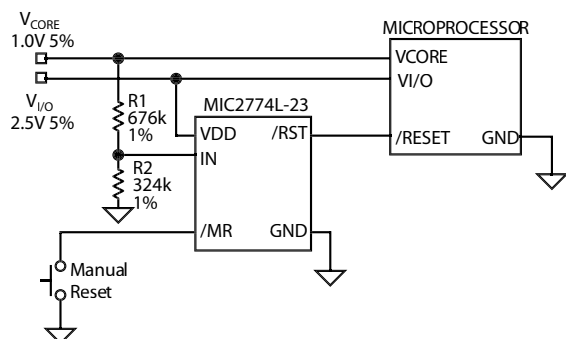 VCORE
1.0V 5%
VI/O
2.5V 5%
R1
676k
1%
R2
324k
1%
MIC2774L-23
VDD
/RST
IN
/MR
GND
MICROPROCESSOR
VCORE
VI/O
/RESET
GND
Manual
Reset